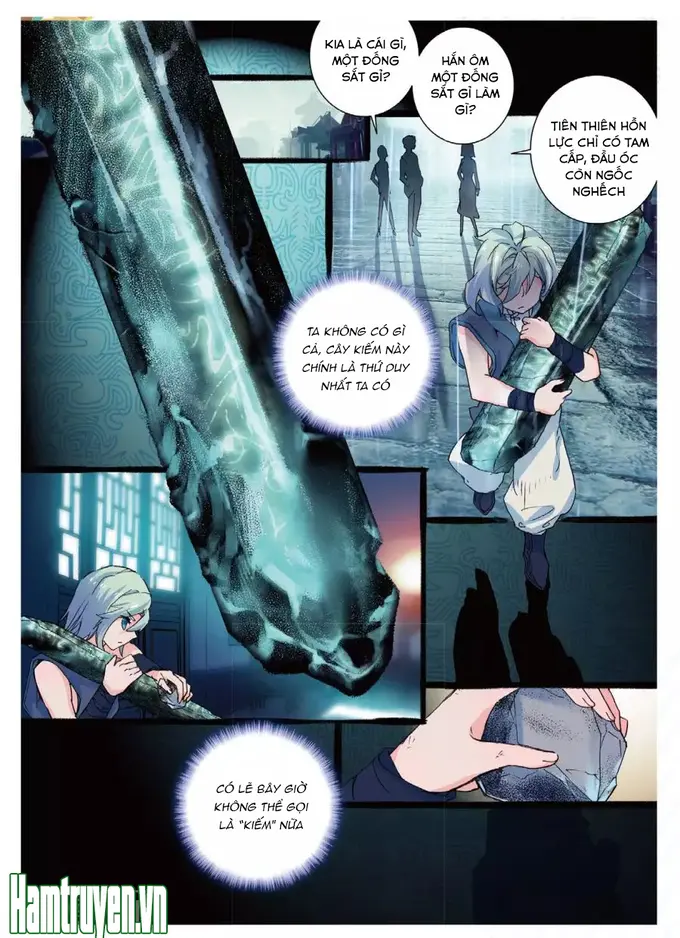 KIA LÀ CÁI GÌ,
MỘT ĐỐNG
SẮT GỈ?
HẮN ÔM
MỘT ĐỐNG
SẮT GỈ LÀM
GÌ?
TIÊN THIÊN HỒN
LỰC CHỈ CÓ TAM
CẤP, ĐẦU ÓC
CÒN NGỐC
NGHẾCH
TA KHÔNG CÓ GÌ
CẢ, CÂY KIẾM NÀY
CHÍNH LÀ THỨ DUY
NHẤT TA CÓ
CÓ LẼ BÂY GIỜ
KHÔNG THỂ GỌI
LÀ "KIẾM" NỮA
Hamtruyen.vn